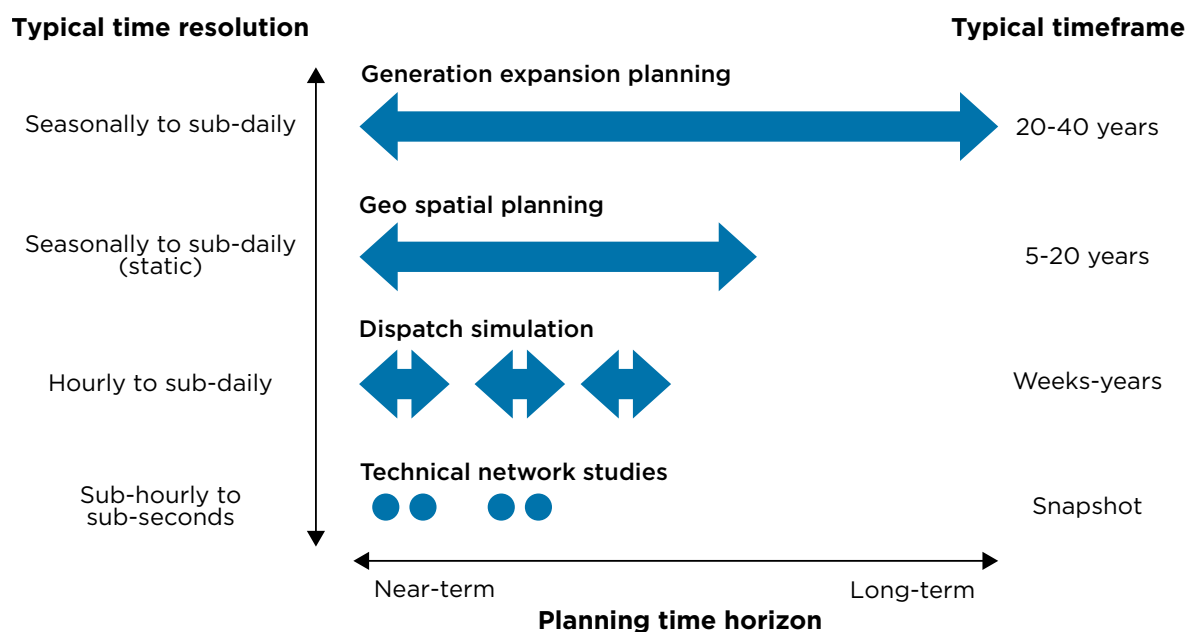 Typical time resolution
Typical timeframe
Generation expansion planning
Seasonally to sub-daily
20-40 years
Geo spatial planning
Seasonally to sub-daily
(static)
5-20 years
Dispatch simulation
Hourly to sub-daily
Weeks-years
Technical network studies
Sub-hourly to
sub-seconds
Snapshot
Near-term
Long-term
Planning time horizon